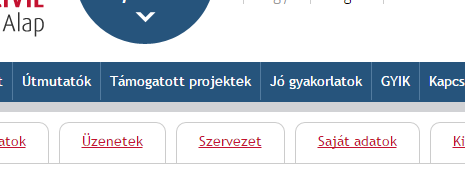 Alap
Útmutatók Támogatott projektek Jó gyakorlatok GYIK
Üzenetek Szervezet Saját adatok